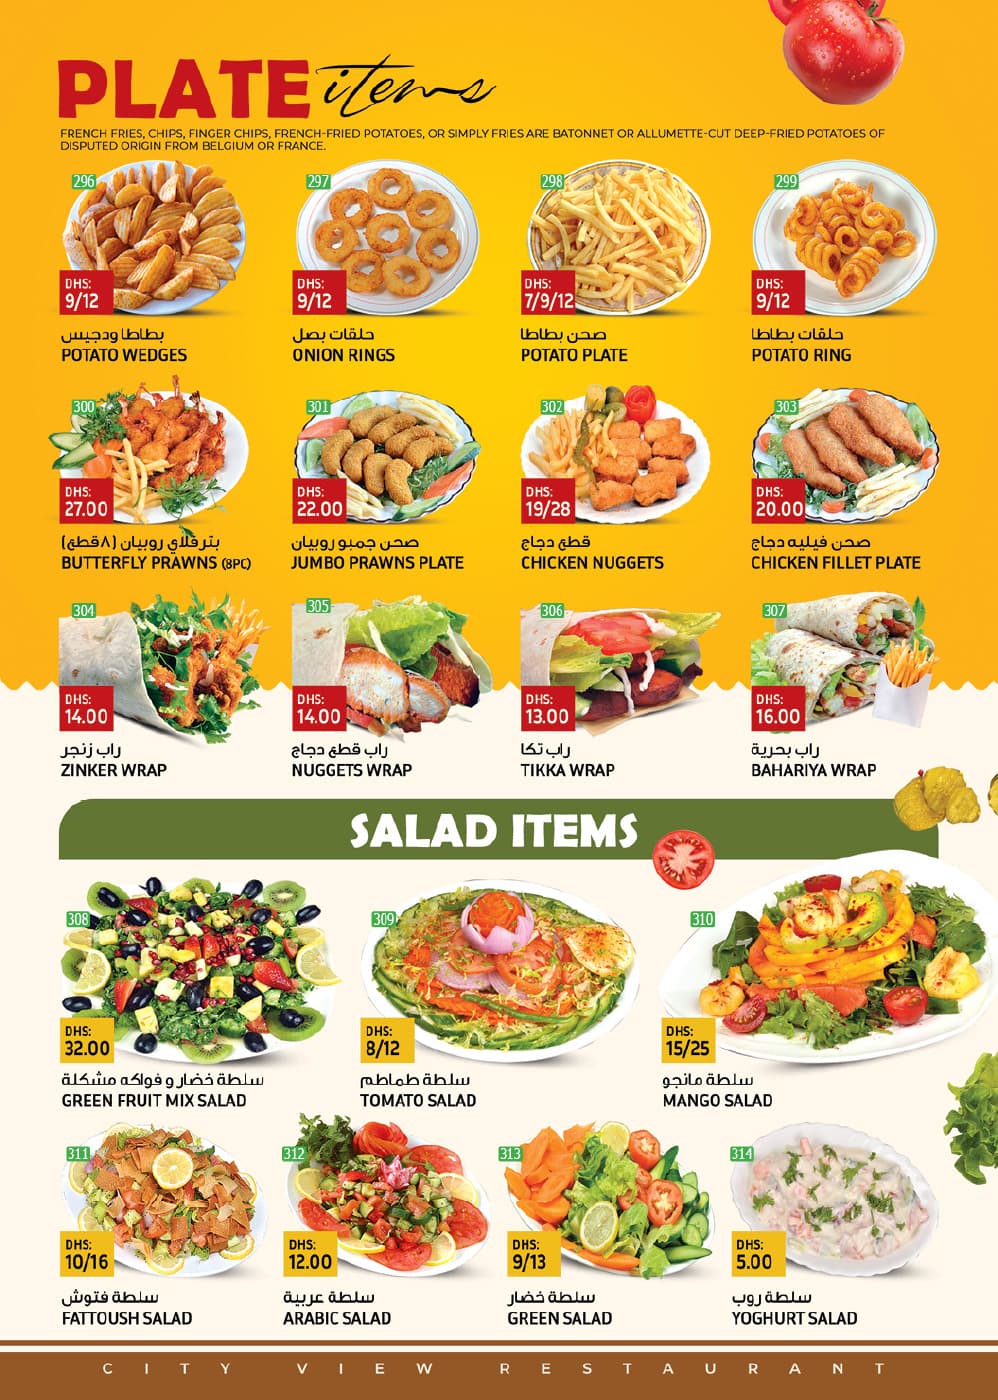 PLATE items
FRENCH FRIES, CHIPS, FINGER CHIPS, FRENCH-FRIED POTATOES, OR SIMPLY FRIES ARE BATONNET OR ALLUMETTE-CUT DEEP-FRIED POTATOES OF
DISPUTED ORIGIN FROM BELGIUM OR FRANCE.
296
DHS:
9/12
بطاطا ودجيس
POTATO WEDGES
297
DHS:
9/12
حلقات بصل
ONION RINGS
298
DHS:
7/9/12
صحن بطاطا
POTATO PLATE
299
DHS:
9/12
حلقات بطاطا
POTATO RING
300
DHS:
27.00
بترفلاي روبيان (٨قطع)
BUTTERFLY PRAWNS (8PC)
301
DHS:
22.00
صحن جمبو روبيان
JUMBO PRAWNS PLATE
302
DHS:
19/28
قطع دجاج
CHICKEN NUGGETS
303
DHS:
20.00
صحن فيليه دجاج
CHICKEN FILLET PLATE
304
DHS:
14.00
راب زنجر
ZINKER WRAP
305
DHS:
14.00
راب قطع دجاج
NUGGETS WRAP
306
DHS:
13.00
راب تكا
TIKKA WRAP
307
DHS:
16.00
راب بحرية
BAHARIYA WRAP
SALAD ITEMS
308
DHS:
32.00
سلطة خضار و فواكه مشكلة
GREEN FRUIT MIX SALAD
309
DHS:
8/12
سلطة طماطم
TOMATO SALAD
310
DHS:
15/25
سلطة مانجو
MANGO SALAD
311
DHS:
10/16
سلطة فتوش
FATTOUSH SALAD
312
DHS:
12.00
سلطة عربية
ARABIC SALAD
313
DHS:
9/13
سلطة خضار
GREEN SALAD
314
DHS:
5.00
سلطة روب
YOGHURT SALAD
CITY VIEW RESTAURANT